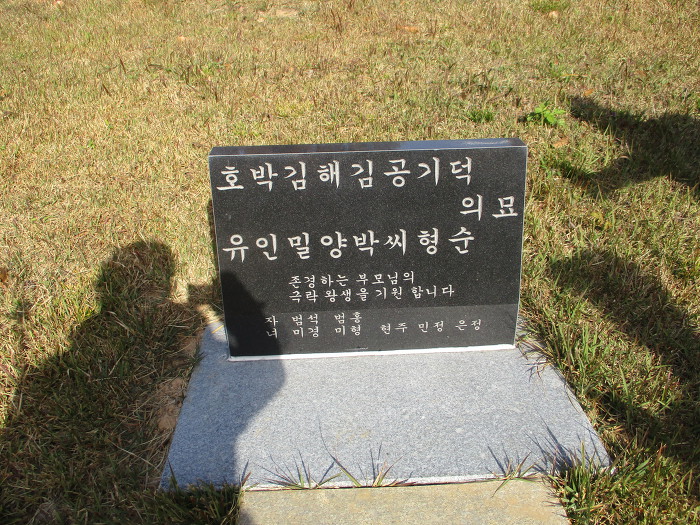 호박김해김공기덕
의묘
유인밀양박씨형순
존경하는 부모님의
극락 왕생을 기원 합니다
자 범석 범홍
녀 미경 미형 현주 민정 은정